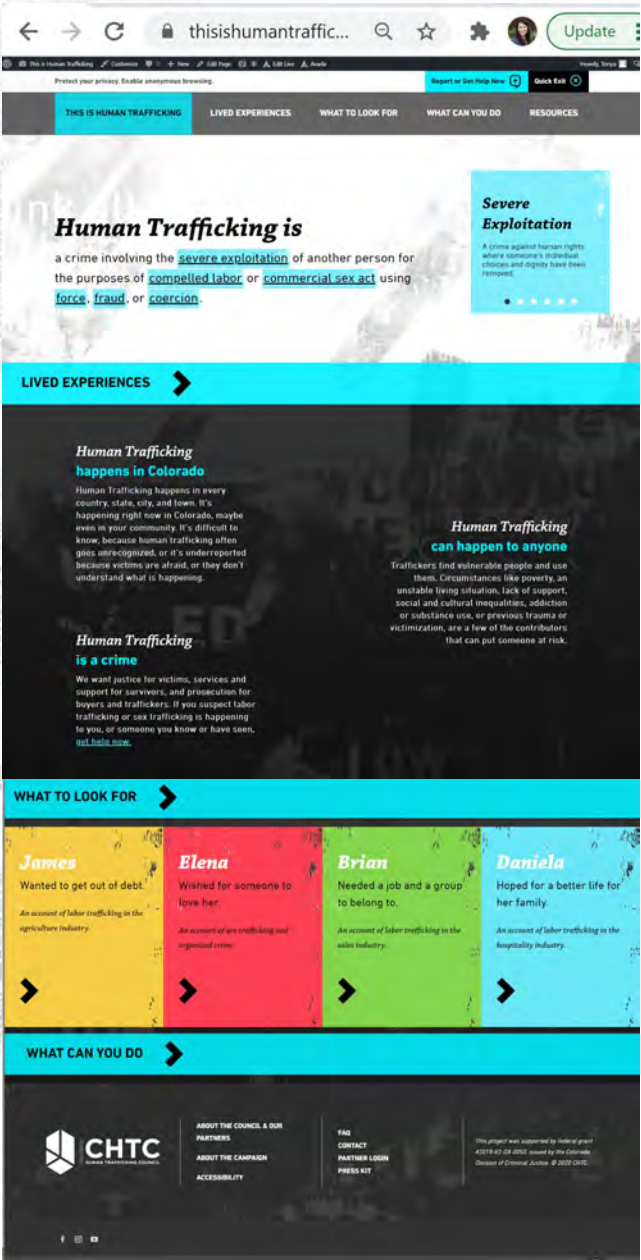 thisishumantraffic...
Update
This is Human Trafficking Customize + New Edit Page Edit Live
Howdy, Tonya
Protect your privacy. Enable anonymous browsing.
Report or Get Help Now
Quick Exit
THIS IS HUMAN TRAFFICKING
LIVED EXPERIENCES
WHAT TO LOOK FOR
WHAT CAN YOU DO
RESOURCES
Human Trafficking is
a crime involving the severe exploitation of another person for
the purposes of compelled labor or commercial sex act using
force, fraud, or coercion.
Severe
Exploitation
A crime against human rights
where someone's individual
choices and dignity have been
removed.
LIVED EXPERIENCES
Human Trafficking
happens in Colorado
Human Trafficking happens in every
country, state, city, and town. It's
happening right now in Colorado, maybe
even in your community. It's difficult to
know, because human trafficking often
goes unrecognized, or it's underreported
because victims are afraid, or they don't
understand what is happening.
Human Trafficking
can happen to anyone
Traffickers find vulnerable people and use
them. Circumstances like poverty, an
unstable living situation, lack of support,
social and cultural inequalities, addiction
or substance use, or previous trauma or
victimization, are a few of the contributors
that can put someone at risk.
Human Trafficking
is a crime
We want justice for victims, services and
support for survivors, and prosecution for
buyers and traffickers. If you suspect labor
trafficking or sex trafficking is happening
to you, or someone you know or have seen,
get help now.
WHAT TO LOOK FOR
James
Wanted to get out of debt.
An account of labor trafficking in the
agriculture industry.
Elena
Wished for someone to
love her.
An account of sex trafficking and
organized crime.
Brian
Needed a job and a group
to belong to.
An account of labor trafficking in the
sales industry.
Daniela
Hoped for a better life for
her family.
An account of labor trafficking in the
hospitality industry.
WHAT CAN YOU DO
CHTC
HUMAN TRAFFICKING COUNCIL
ABOUT THE COUNCIL & OUR
PARTNERS
ABOUT THE CAMPAIGN
ACCESSIBILITY
FAQ
CONTACT
PARTNER LOGIN
PRESS KIT
This project was supported by federal grant
issued by the Colorado
Division of Criminal Justice. © 2020 CHTC.